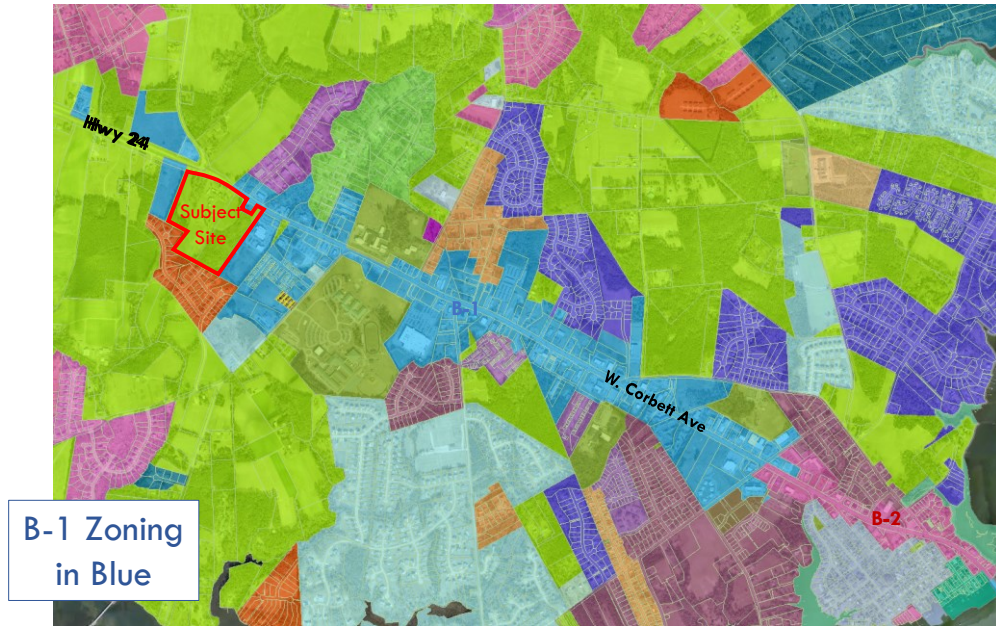 Hwy 24
Subject
Site
B-1
W. Corbett Ave
B-2
B-1 Zoning
in Blue